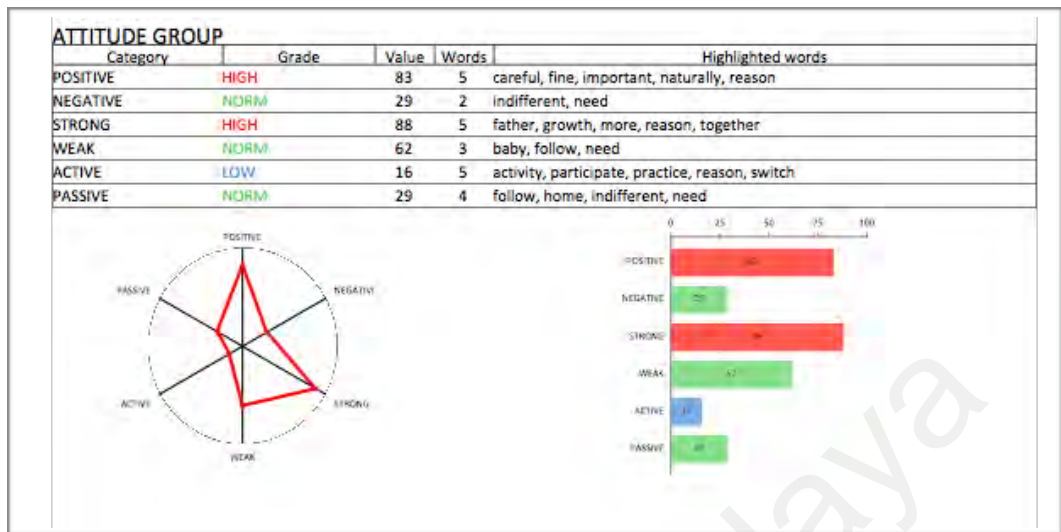 ATTITUDE GROUP
Category Grade Value Words Highlighted words
POSITIVE HIGH 83 5 careful, fine, important, naturally, reason
NEGATIVE NORM 29 2 indifferent, need
STRONG HIGH 88 5 father, growth, more, reason, together
WEAK NORM 62 3 baby, follow, need
ACTIVE LOW 16 5 activity, participate, practice, reason, switch
PASSIVE NORM 29 4 follow, home, indifferent, need
POSITIVE
NEGATIVE
STRONG
WEAK
ACTIVE
PASSIVE
0 25 50 75 100
POSITIVE
NEGATIVE
STRONG
WEAK 62
ACTIVE
PASSIVE
laya